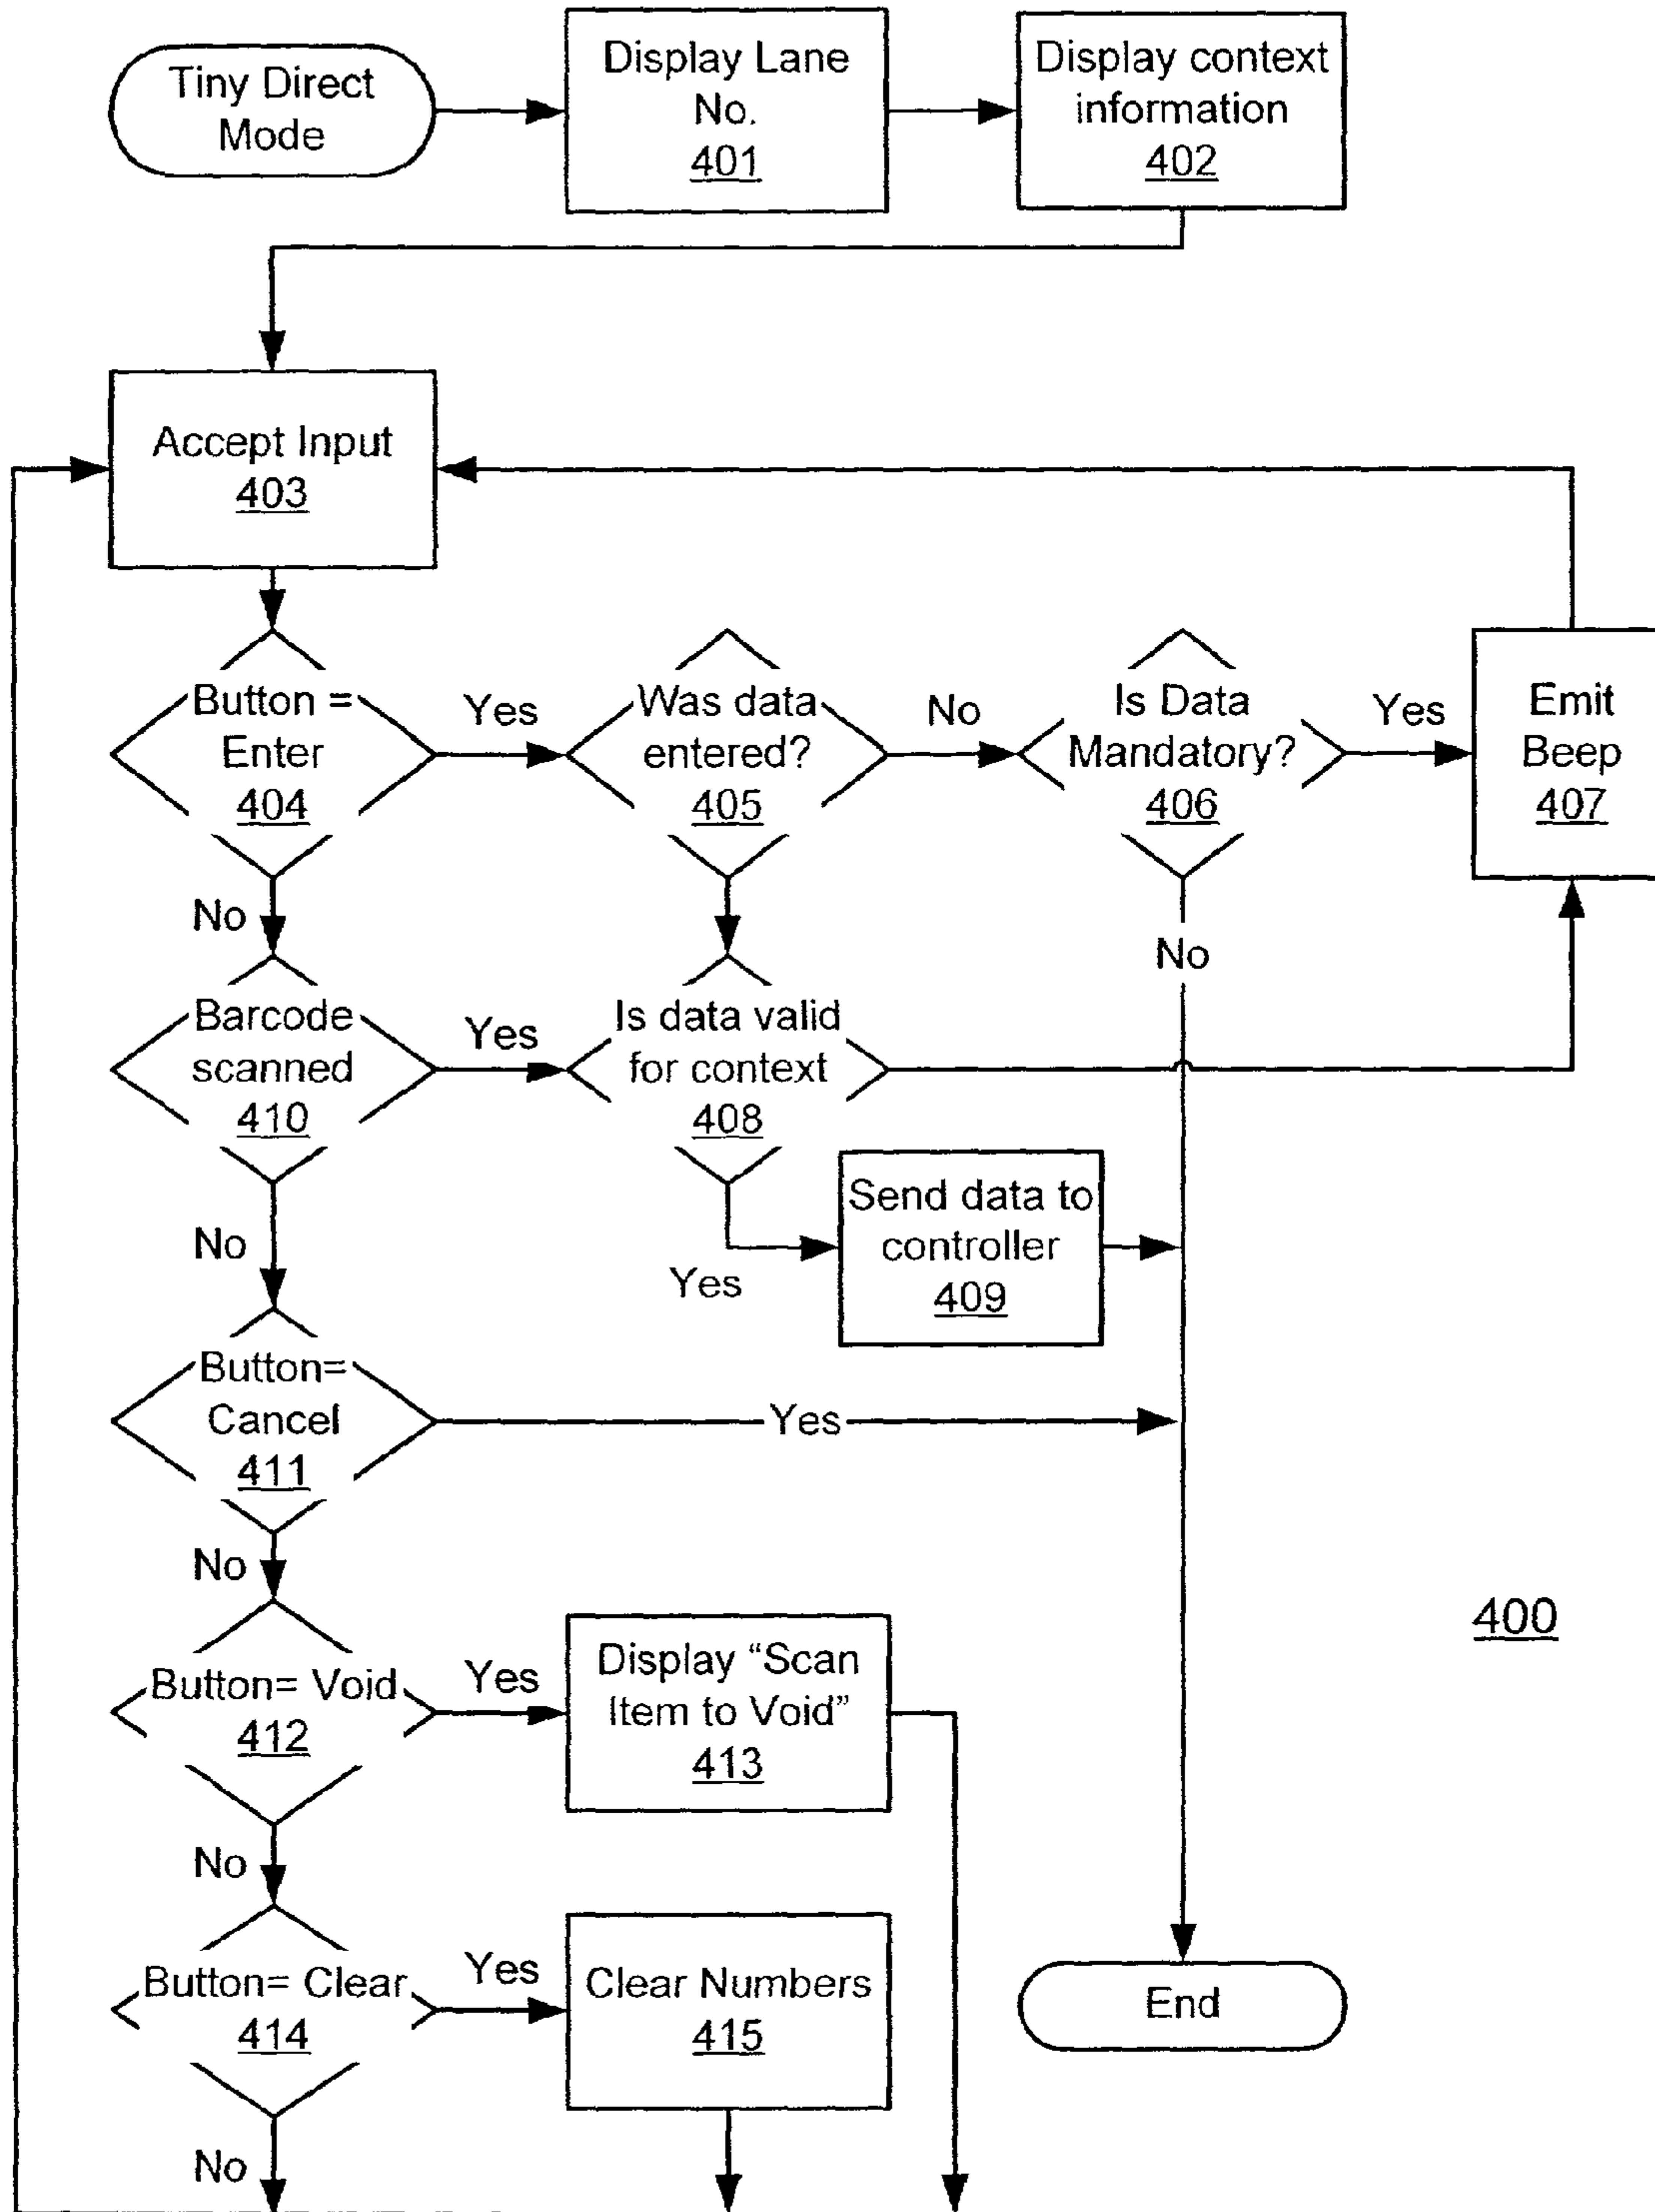 Tiny Direct
Mode
Display Lane
No.
401
Display context
information
402
Accept Input
403
Button =
Enter
404
Yes
Was data
entered?
405
No
Is Data
Mandatory?
406
Yes
Emit
Beep
407
No
No
Barcode
scanned
410
Yes
Is data valid
for context
408
No
Yes
Send data to
controller
409
Button=
Cancel
411
Yes
No
Button= Void
412
Yes
Display “Scan
Item to Void”
413
400
No
Button= Clear
414
Yes
Clear Numbers
415
End
No